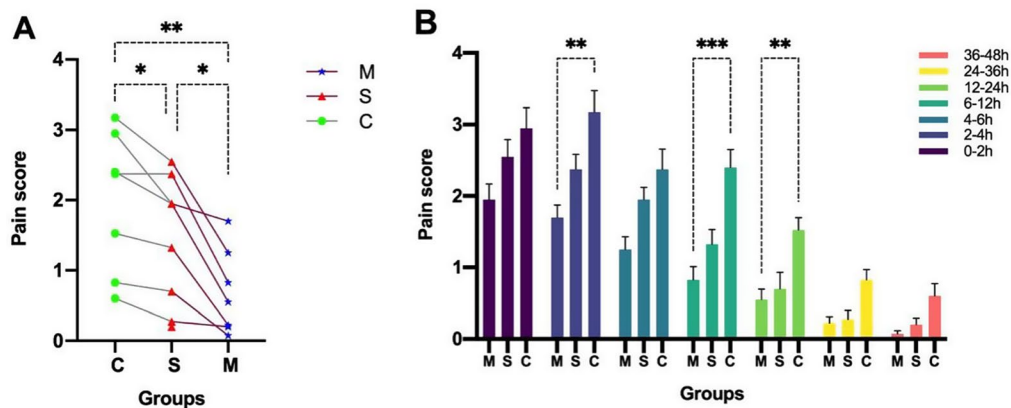 A
**
*
*
4
3
2
1
0
Pain score
C S M
Groups
M
S
C
B
**
***
**
4
3
2
1
0
Pain score
M S C M S C M S C M S C M S C M S C M S C
Groups
36-48h
24-36h
12-24h
6-12h
4-6h
2-4h
0-2h